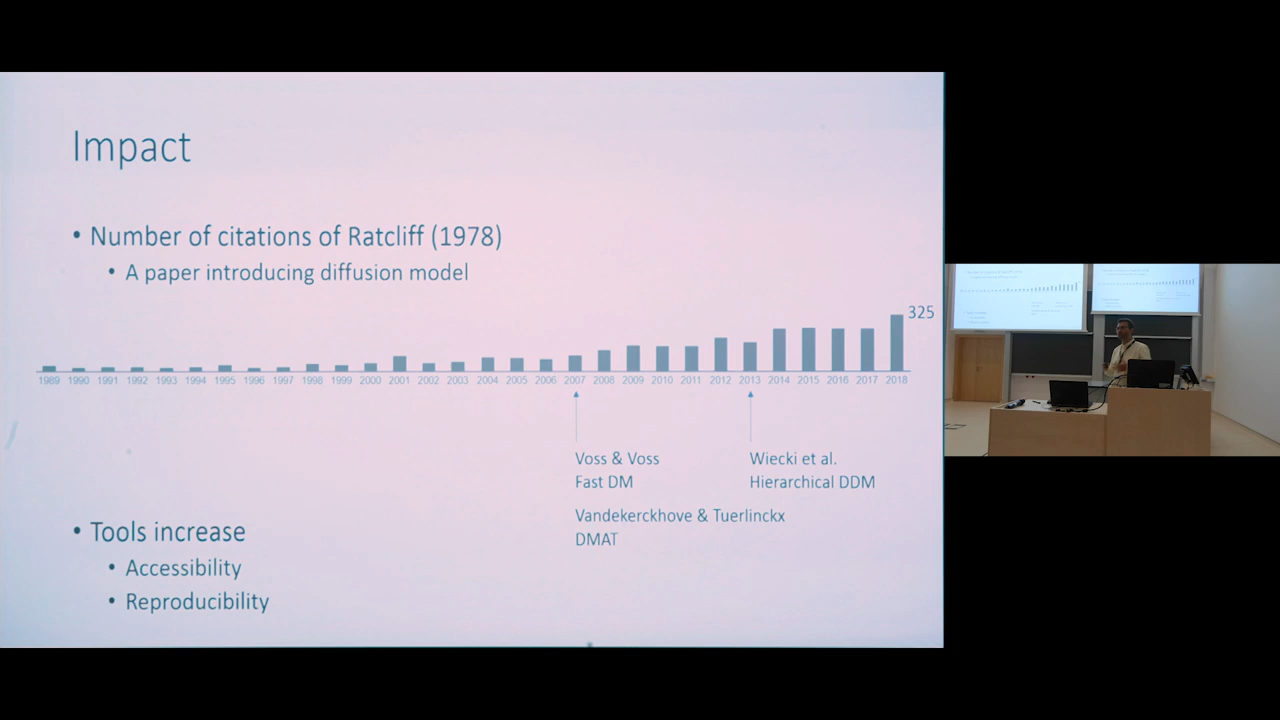 Impact
• Number of citations of Ratcliff (1978)
• A paper introducing diffusion model
325
1989 1990 1991 1992 1993 1994 1995 1996 1997 1998 1999 2000 2001 2002 2003 2004 2005 2006 2007 2008 2009 2010 2011 2012 2013 2014 2015 2016 2017 2018
Voss & Voss
Fast DM
Vandekerckhove & Tuerlinckx
DMAT
Wiecki et al.
Hierarchical DDM
• Tools increase
• Accessibility
• Reproducibility